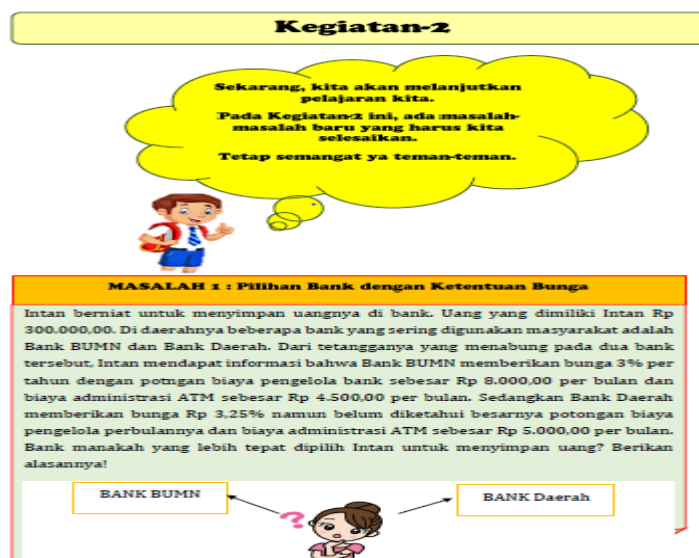 Kegiatan-2
Sekarang, kita akan melanjutkan
pelajaran kita.
Pada Kegiatan-2 ini, ada masalah-
masalah baru yang harus kita
selesaikan.
Tetap semangat ya teman-teman.
MASALAH 1 : Pilihan Bank dengan Ketentuan Bunga
Intan berniat untuk menyimpan uangnya di bank. Uang yang dimiliki Intan Rp
300.000,00. Di daerahnya beberapa bank yang sering digunakan masyarakat adalah
Bank BUMN dan Bank Daerah. Dari tetangganya yang menabung pada dua bank
tersebut, Intan mendapat informasi bahwa Bank BUMN memberikan bunga 3% per
tahun dengan potngan biaya pengelola bank sebesar Rp 8.000,00 per bulan dan
biaya administrasi ATM sebesar Rp 4.500,00 per bulan. Sedangkan Bank Daerah
memberikan bunga Rp 3,25% namun belum diketahui besarnya potongan biaya
pengelola perbulannya dan biaya administrasi ATM sebesar Rp 5.000,00 per bulan.
Bank manakah yang lebih tepat dipilih Intan untuk menyimpan uang? Berikan
alasannya!
BANK BUMN
?
BANK Daerah